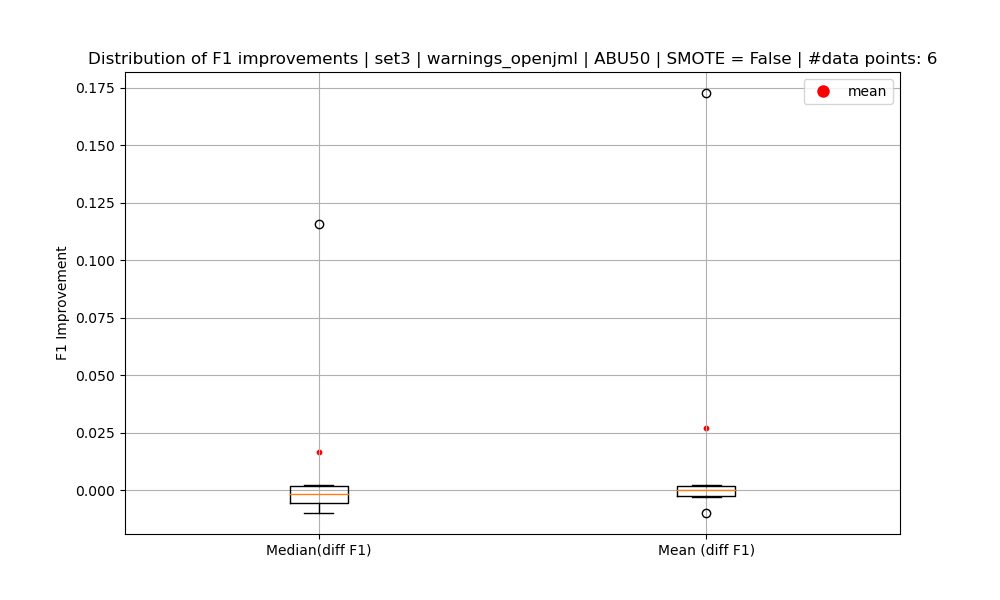 Distribution of F1 improvements | set3 | warnings_openjml | ABU50 | SMOTE = False | #data points: 6
mean
0.175
0.150
0.125
0.100
0.075
0.050
0.025
0.000
F1 Improvement
Median(diff F1)
Mean (diff F1)